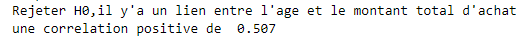 Rejeter H0,il y'a un lien entre l'age et le montant total d'achat
une correlation positive de  0.507